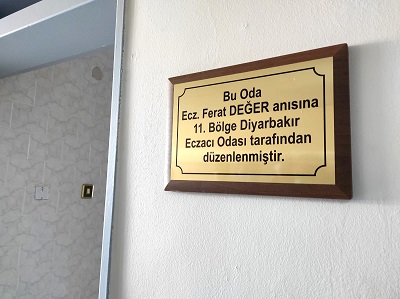 Bu Oda
Ecz. Ferat DEĞER anısına
11. Bölge Diyarbakır
Eczacı Odası tarafından
düzenlenmiştir.